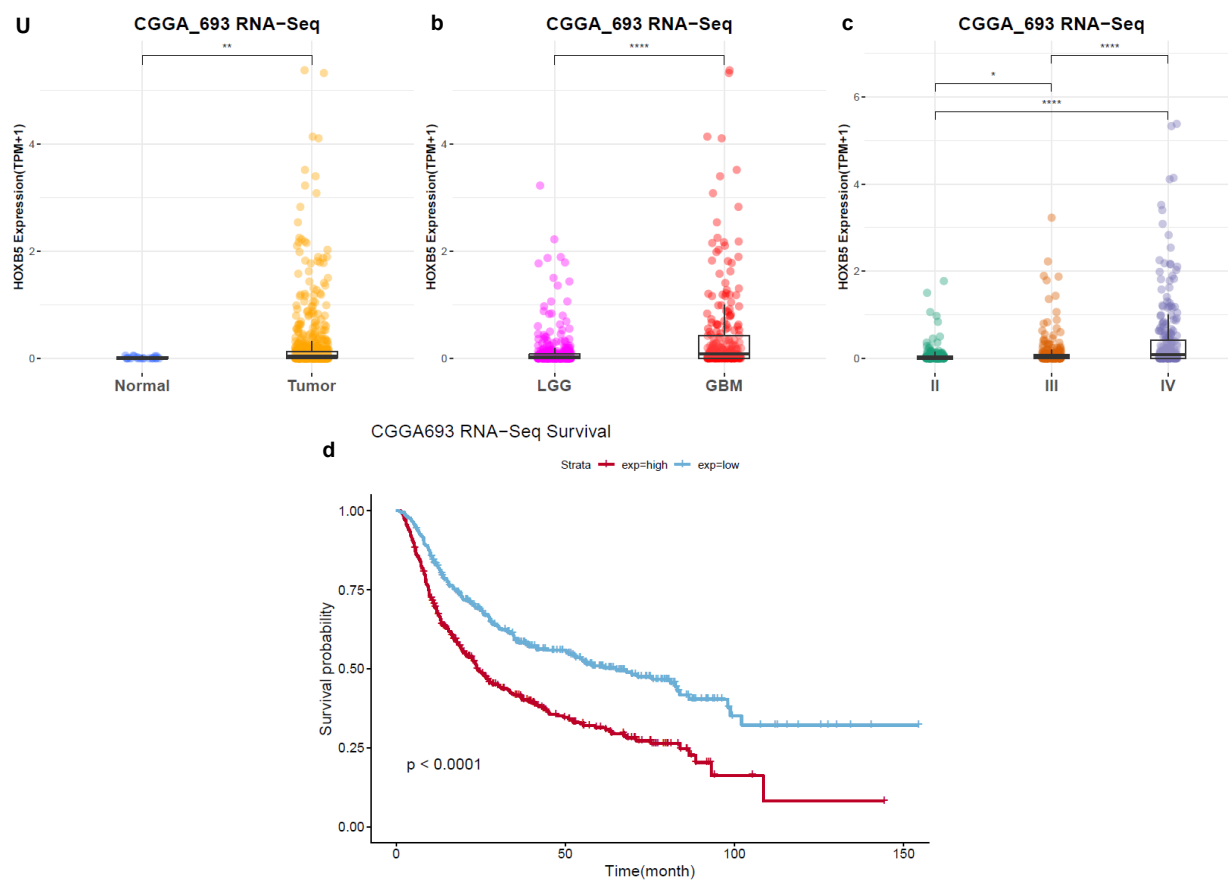 U
CGGA_693 RNA−Seq
**
HOXB5 Expression(TPM+1)
4
2
0
Normal
Tumor
b
CGGA_693 RNA−Seq
****
HOXB5 Expression(TPM+1)
4
2
0
LGG
GBM
c
CGGA_693 RNA−Seq
****
*
****
HOXB5 Expression(TPM+1)
6
4
2
0
II
III
IV
d
CGGA693 RNA-Seq Survival
Strata exp=high exp=low
Survival probability
1.00
0.75
0.50
0.25
0.00
p < 0.0001
0 50 100 150
Time(month)